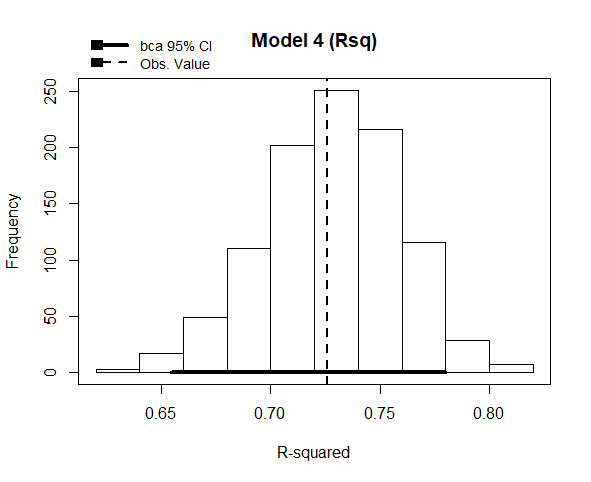 Model 4 (Rsq)
bca 95% CI
Obs. Value
Frequency
250
200
150
100
50
0
0.65 0.70 0.75 0.80
R-squared